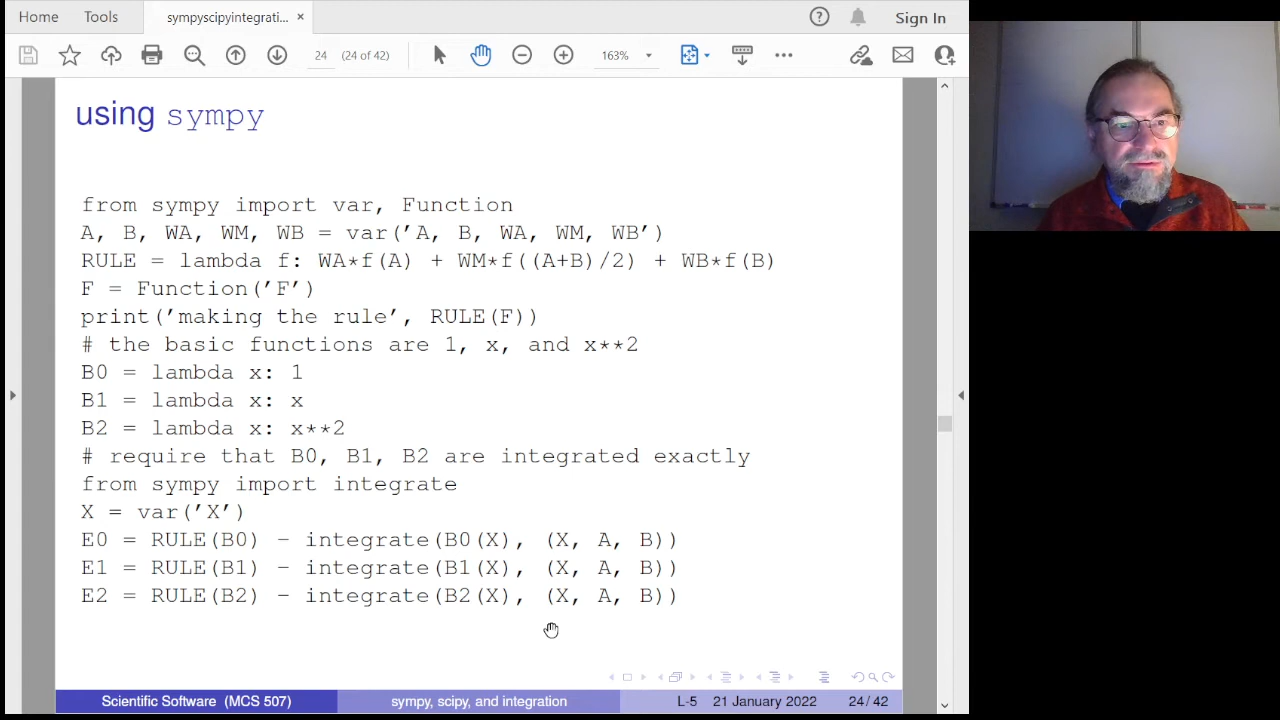 Home Tools sympyscipyintegrati... × Sign In
24 (24 of 42) 163%
using sympy
from sympy import var, Function
A, B, WA, WM, WB = var('A, B, WA, WM, WB')
RULE = lambda f: WA*f(A) + WM*f((A+B)/2) + WB*f(B)
F = Function('F')
print('making the rule', RULE(F))
# the basic functions are 1, x, and x**2
B0 = lambda x: 1
B1 = lambda x: x
B2 = lambda x: x**2
# require that B0, B1, B2 are integrated exactly
from sympy import integrate
X = var('X')
E0 = RULE(B0) - integrate(B0(X), (X, A, B))
E1 = RULE(B1) - integrate(B1(X), (X, A, B))
E2 = RULE(B2) - integrate(B2(X), (X, A, B))
Scientific Software (MCS 507) sympy, scipy, and integration L-5 21 January 2022 24 / 42